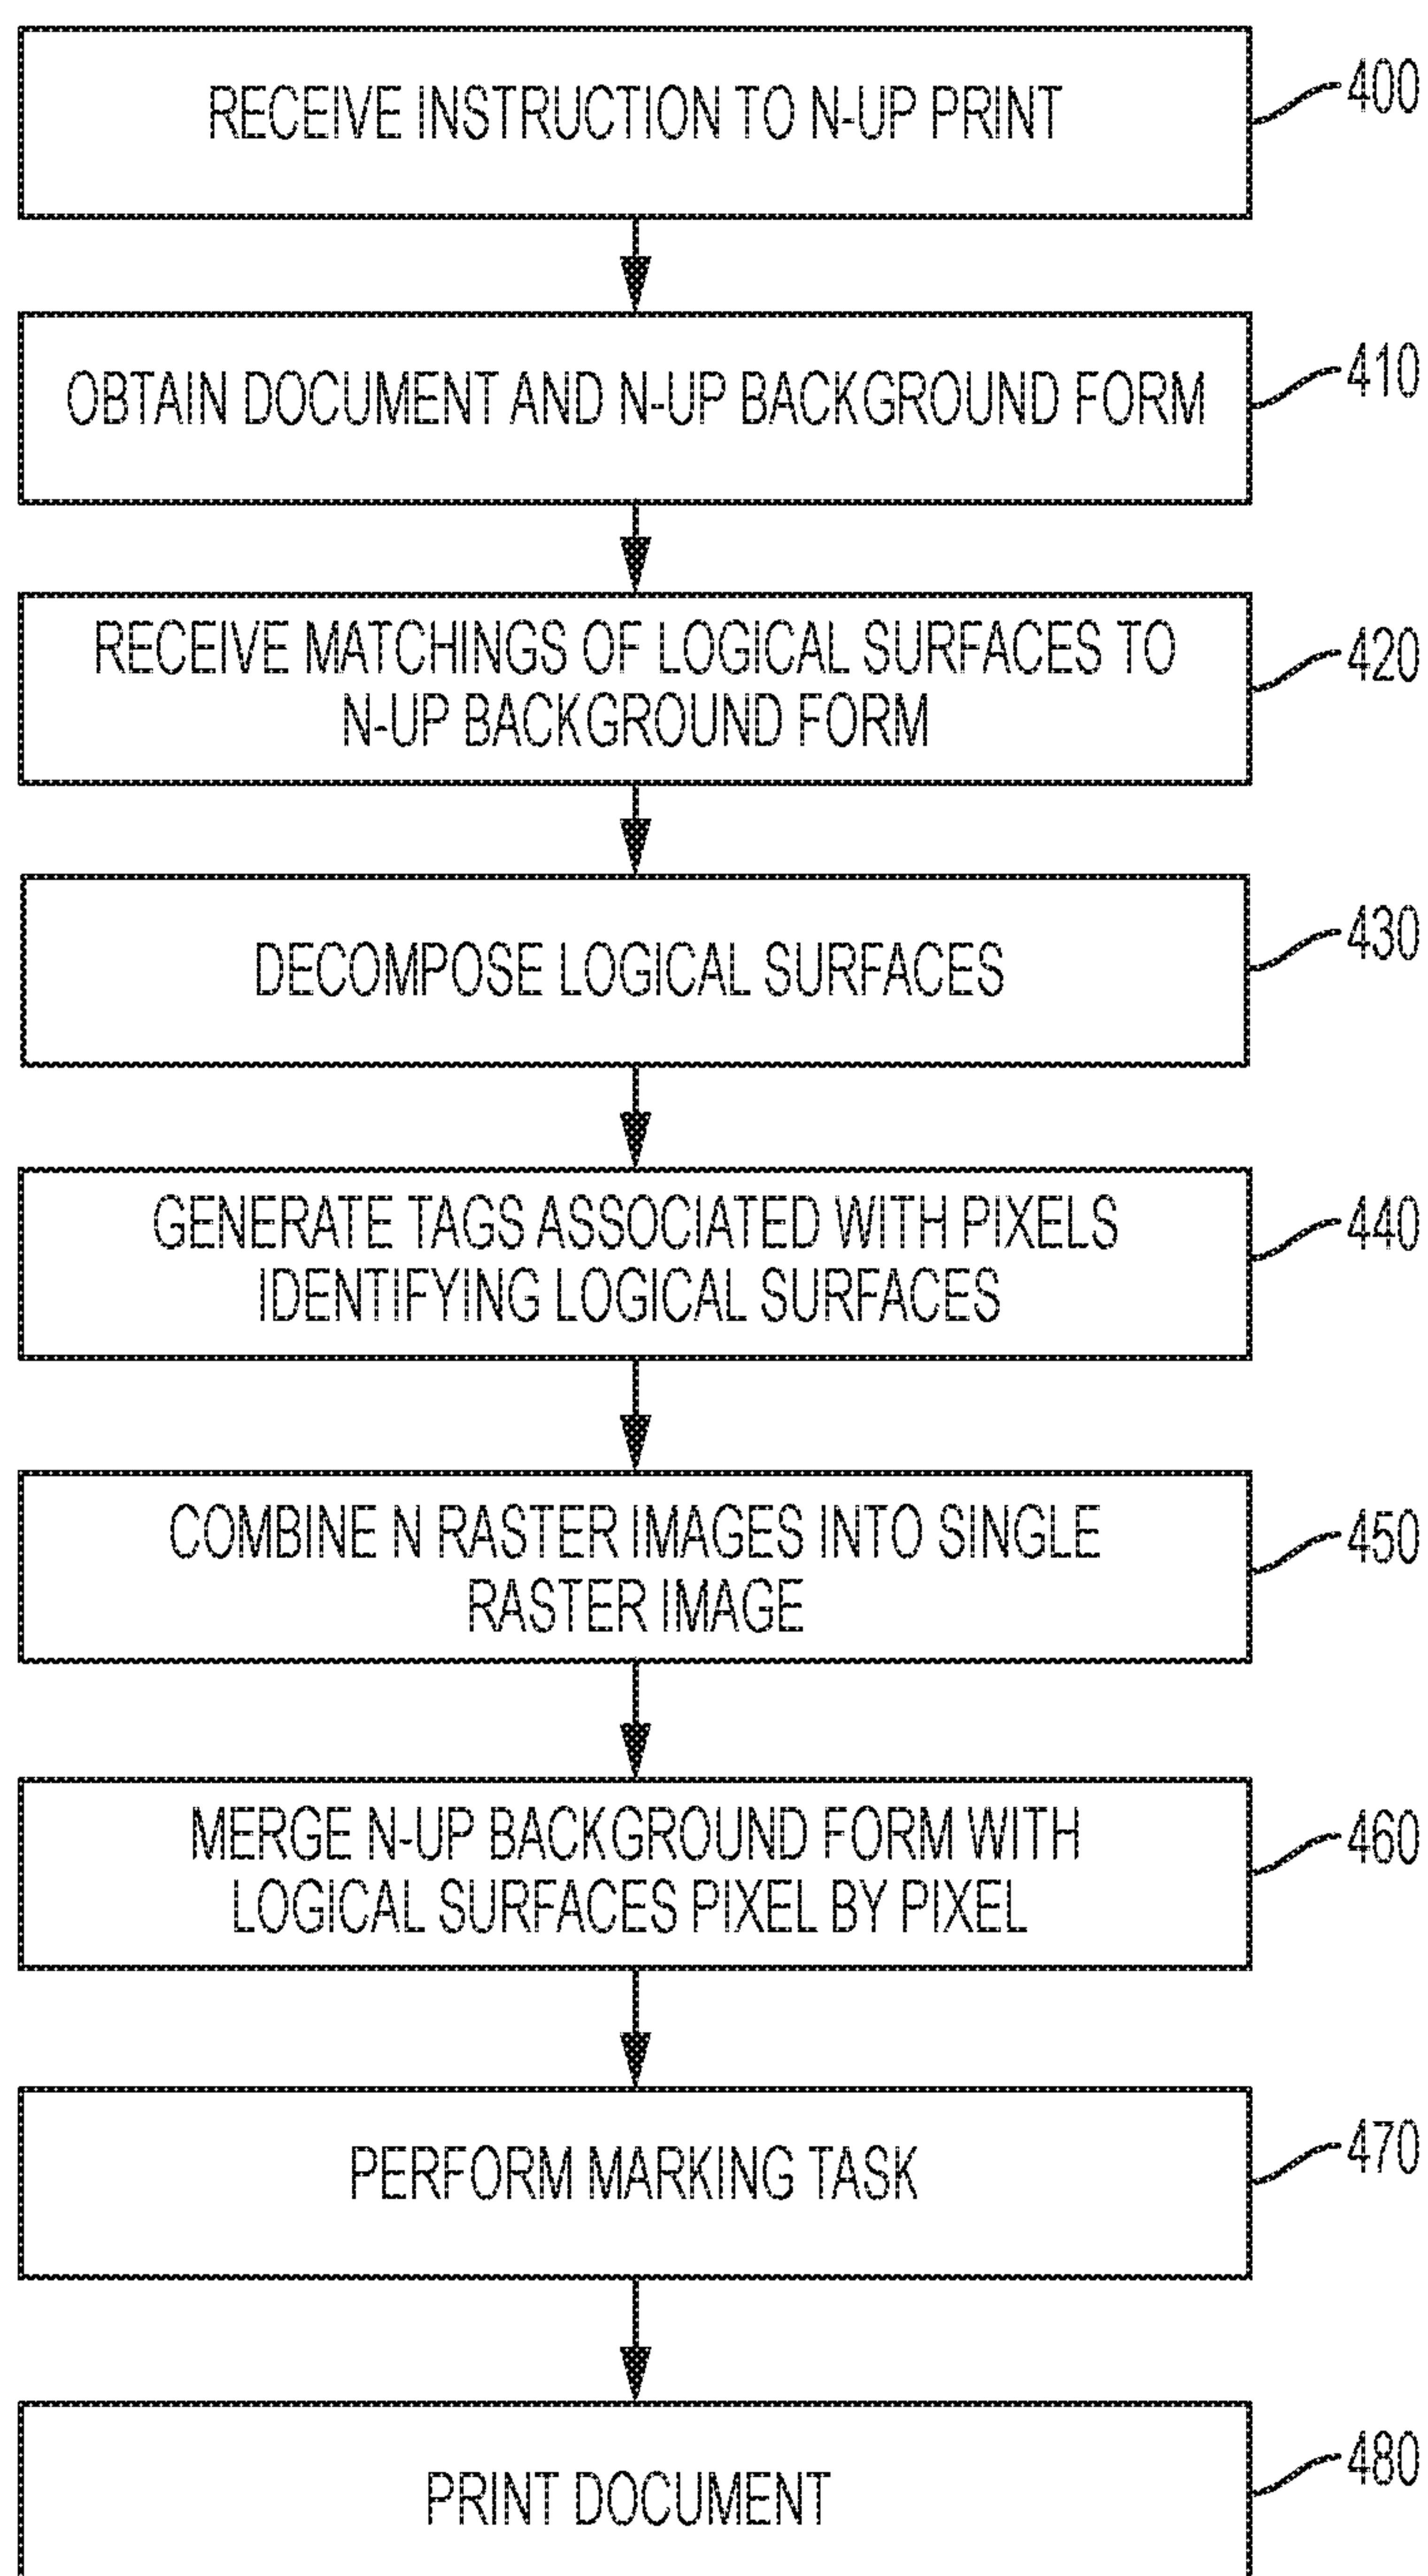 RECEIVE INSTRUCTION TO N-UP PRINT
400
OBTAIN DOCUMENT AND N-UP BACKGROUND FORM
410
RECEIVE MATCHINGS OF LOGICAL SURFACES TO
N-UP BACKGROUND FORM
420
DECOMPOSE LOGICAL SURFACES
430
GENERATE TAGS ASSOCIATED WITH PIXELS
IDENTIFYING LOGICAL SURFACES
440
COMBINE N RASTER IMAGES INTO SINGLE
RASTER IMAGE
450
MERGE N-UP BACKGROUND FORM WITH
LOGICAL SURFACES PIXEL BY PIXEL
460
PERFORM MARKING TASK
470
PRINT DOCUMENT
480